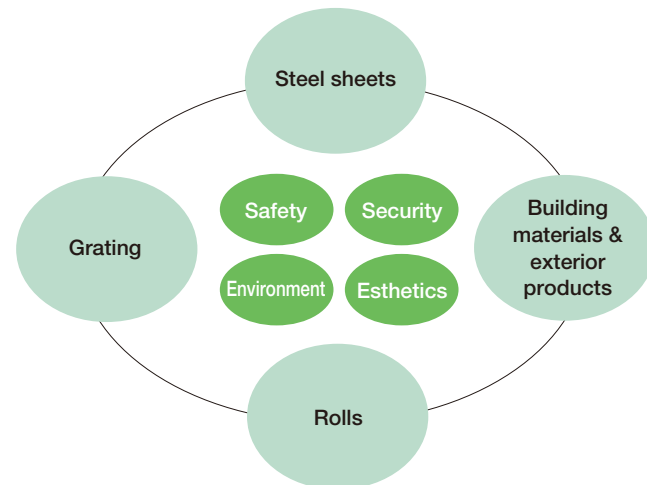 Steel sheets
Safety
Security
Grating
Building
materials &
exterior
products
Environment
Esthetics
Rolls